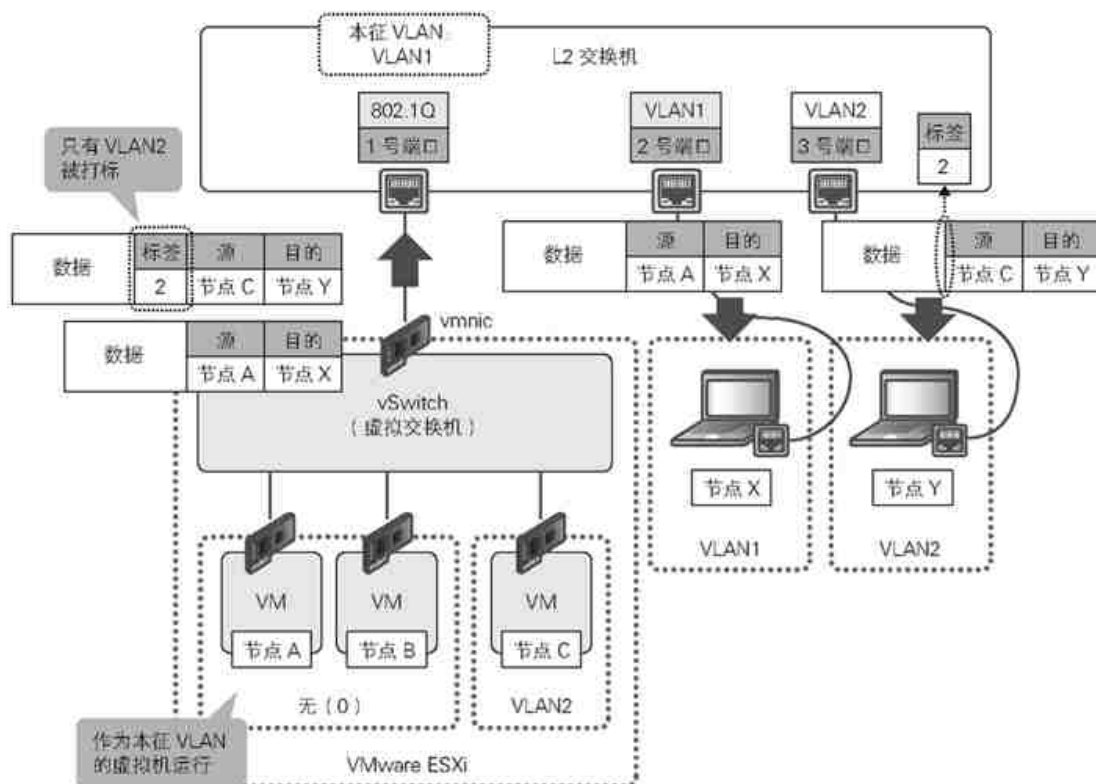 本征 VLAN
VLAN1
L2 交换机
802.1Q
1 号端口
VLAN1
2 号端口
VLAN2
3 号端口
标签
2
只有 VLAN2
被打标
数据
标签
源
目的
2
节点 C
节点 Y
数据
源
目的
节点 A
节点 X
数据
源
目的
节点 A
节点 X
数据
源
目的
节点 C
节点 Y
vmnic
vSwitch
（虚拟交换机）
VM
节点 A
VM
节点 B
VM
节点 C
无（0）
VLAN2
节点 X
VLAN1
节点 Y
VLAN2
作为本征 VLAN
的虚拟机运行
VMware ESXi